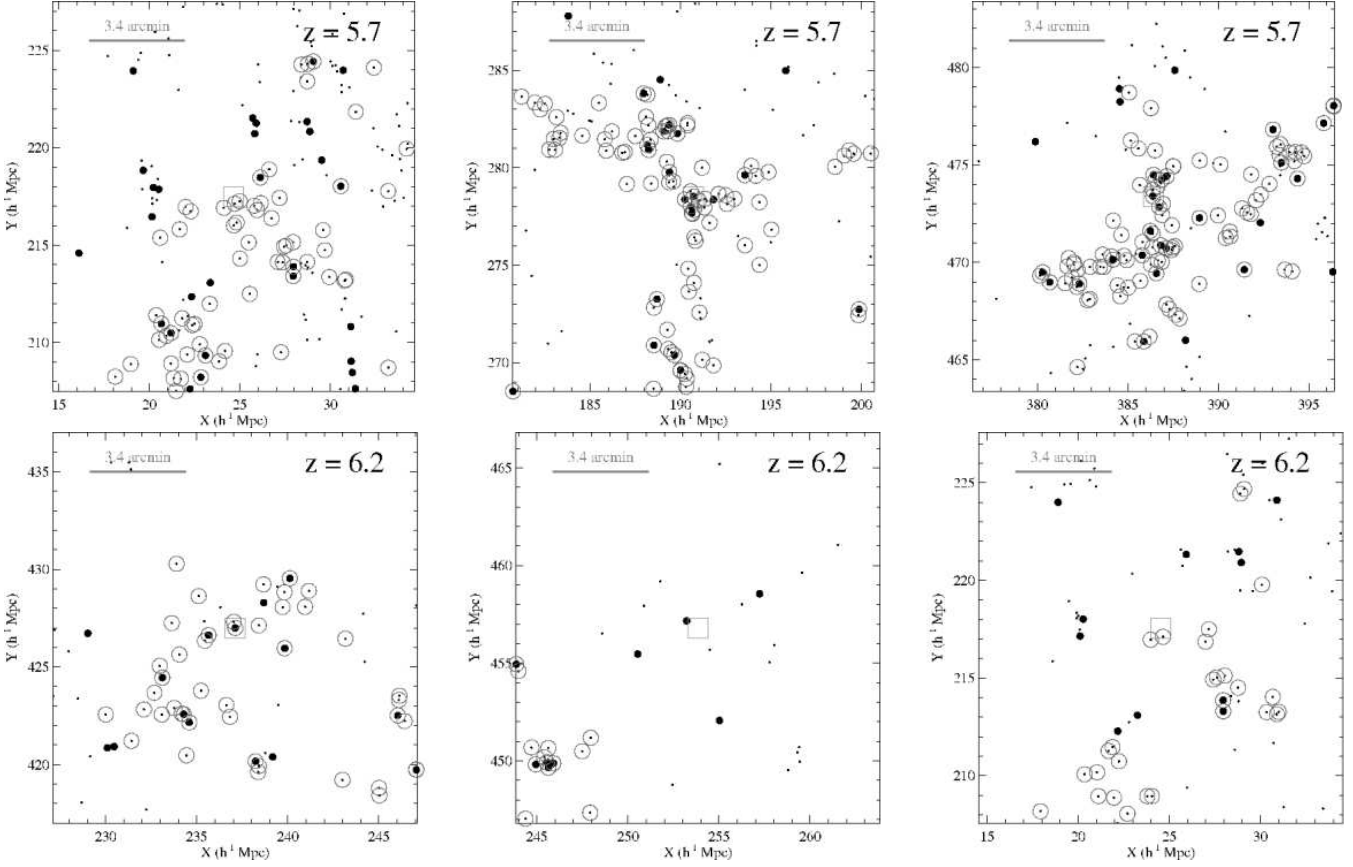 3.4 arcmin
z = 5.7
225
220
215
210
Y (h⁻¹ Mpc)
15 20 25 30
X (h⁻¹ Mpc)
3.4 arcmin
z = 5.7
285
280
275
270
Y (h⁻¹ Mpc)
185 190 195 200
X (h⁻¹ Mpc)
3.4 arcmin
z = 5.7
480
475
470
465
Y (h⁻¹ Mpc)
380 385 390 395
X (h⁻¹ Mpc)
3.4 arcmin
z = 6.2
435
430
425
420
Y (h⁻¹ Mpc)
230 235 240 245
X (h⁻¹ Mpc)
3.4 arcmin
z = 6.2
465
460
455
450
Y (h⁻¹ Mpc)
245 250 255 260
X (h⁻¹ Mpc)
3.4 arcmin
z = 6.2
225
220
215
210
Y (h⁻¹ Mpc)
15 20 25 30
X (h⁻¹ Mpc)